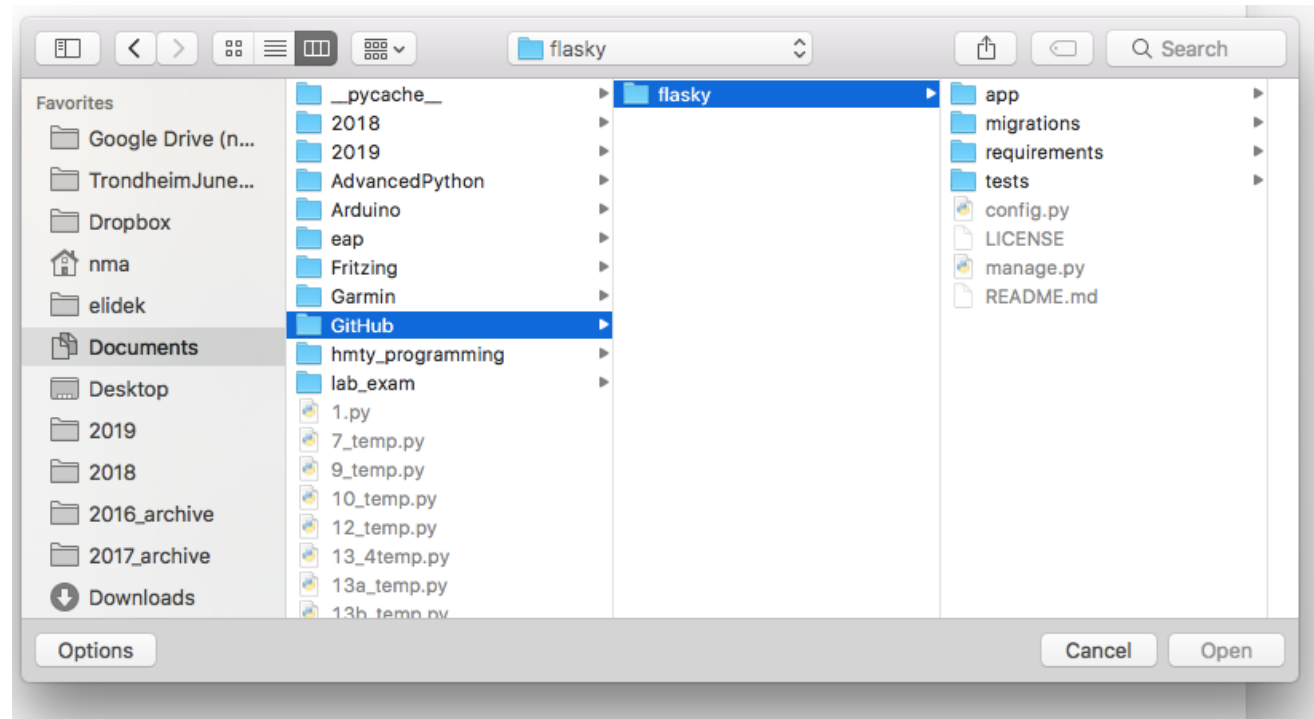 flasky
Search
Favorites
Google Drive (n...
TrondheimJune...
Dropbox
nma
elidek
Documents
Desktop
2019
2018
2016_archive
2017_archive
Downloads
__pycache__
2018
2019
AdvancedPython
Arduino
eap
Fritzing
Garmin
GitHub
hmty_programming
lab_exam
1.py
7_temp.py
9_temp.py
10_temp.py
12_temp.py
13_4temp.py
13a_temp.py
13b_temp.py
flasky
app
migrations
requirements
tests
config.py
LICENSE
manage.py
README.md
Options
Cancel
Open